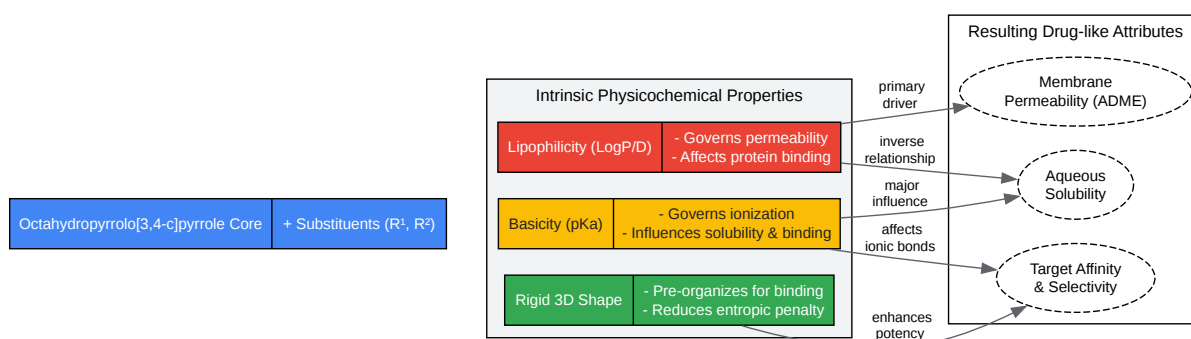 Octahydropyrrolo[3,4-c]pyrrole Core
+ Substituents (R¹, R²)
Intrinsic Physicochemical Properties
Lipophilicity (LogP/D)
- Governs permeability
- Affects protein binding
Basicity (pKa)
- Governs ionization
- Influences solubility & binding
Rigid 3D Shape
- Pre-organizes for binding
- Reduces entropic penalty
primary
driver
inverse
relationship
major
influence
affects
ionic bonds
enhances
potency
Resulting Drug-like Attributes
Membrane
Permeability (ADME)
Aqueous
Solubility
Target Affinity
& Selectivity